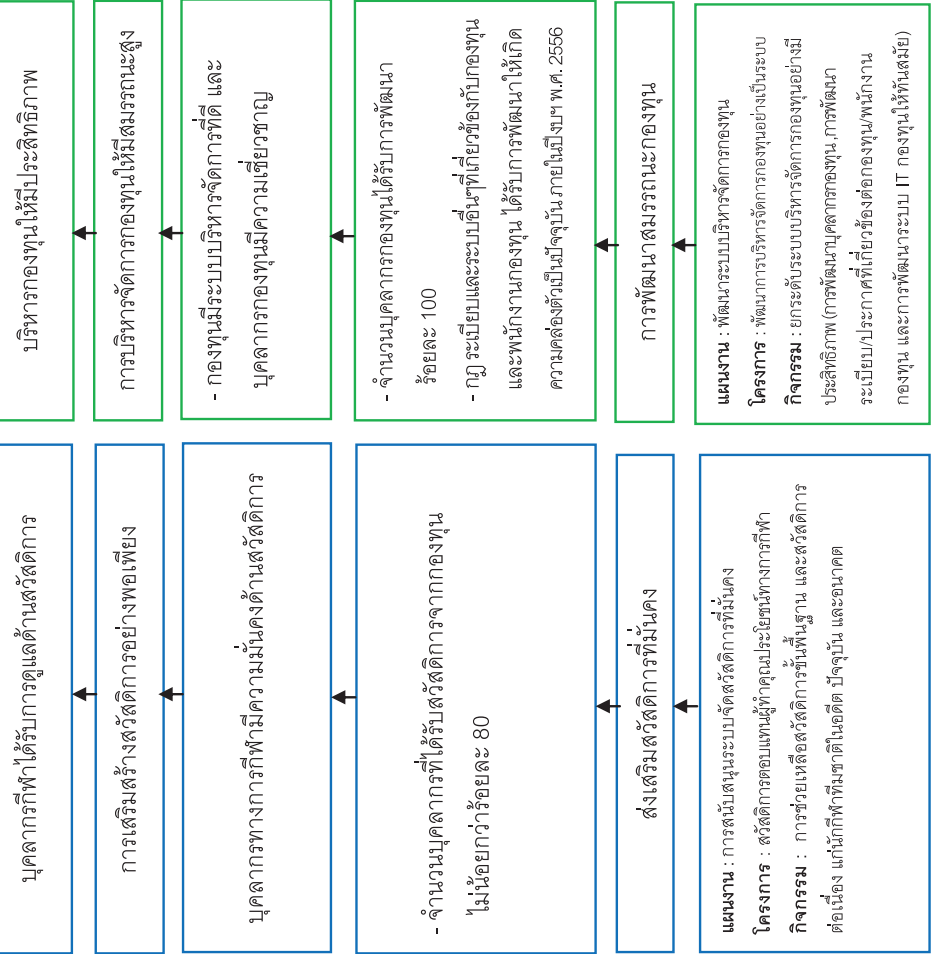 บุคลากรกีฬาได้รับการดูแลด้านสวัสดิการ
การเสริมสร้างสวัสดิการอย่างพอเพียง
บุคลากรทางการกีฬามีความมั่นคงด้านสวัสดิการ
- จำนวนบุคลากรที่ได้รับสวัสดิการจากกองทุน
ไม่น้อยกว่าร้อยละ 80
ส่งเสริมสวัสดิการที่มั่นคง
แผนงาน : การสนับสนุนระบบจัดสวัสดิการที่มั่นคง
โครงการ : สวัสดิการตอบแทนผู้ทำคุณประโยชน์ทางการกีฬา
กิจกรรม : การช่วยเหลือสวัสดิการขั้นพื้นฐาน และสวัสดิการ
ต่อเนื่อง แก่นักกีฬาทีมชาติในอดีต ปัจจุบัน และอนาคต
บริหารกองทุนให้มีประสิทธิภาพ
การบริหารจัดการกองทุนให้มีสมรรถนะสูง
- กองทุนมีระบบบริหารจัดการที่ดี และ
บุคลากรกองทุนมีความเชี่ยวชาญ
- จำนวนบุคลากรกองทุนได้รับการพัฒนา
ร้อยละ 100
- กฎ ระเบียบและระบบอื่นๆที่เกี่ยวข้องกับกองทุน
และพนักงานกองทุน ได้รับการพัฒนาให้เกิด
ความคล่องตัวเป็นปัจจุบัน ภายในปีงบฯ พ.ศ. 2556
การพัฒนาสมรรถนะกองทุน
แผนงาน : พัฒนาระบบบริหารจัดการกองทุน
โครงการ : พัฒนาการบริหารจัดการกองทุนอย่างเป็นระบบ
กิจกรรม : ยกระดับระบบบริหารจัดการกองทุนอย่างมี
ประสิทธิภาพ (การพัฒนาบุคลากรกองทุน ,การพัฒนา
ระเบียบ/ประกาศที่เกี่ยวข้องต่อกองทุน/พนักงาน
กองทุน และการพัฒนาระบบ IT กองทุนให้ทันสมัย)